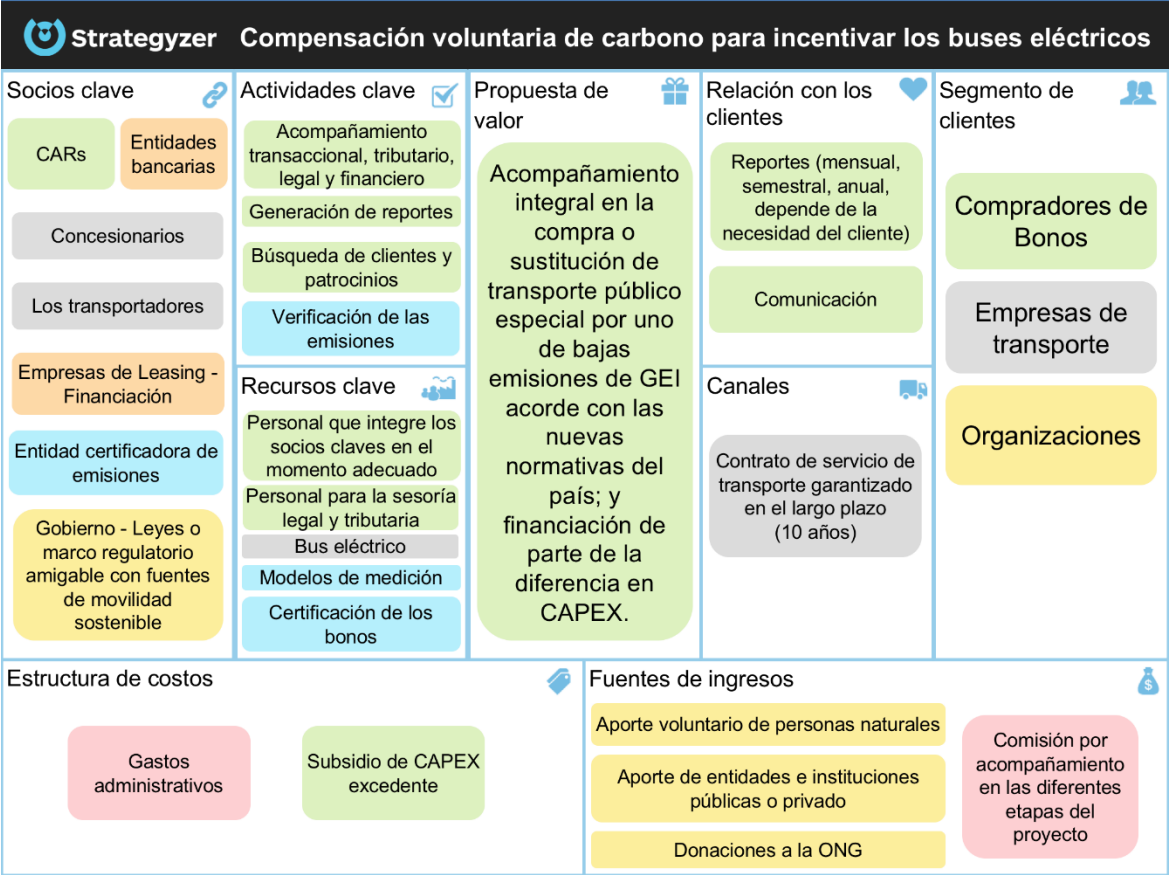 Strategyzer Compensación voluntaria de carbono para incentivar los buses eléctricos
Socios clave
CARs
Entidades
bancarias
Concesionarios
Los transportadores
Empresas de Leasing -
Financiación
Entidad certificadora de
emisiones
Gobierno - Leyes o
marco regulatorio
amigable con fuentes
de movilidad
sostenible
Actividades clave
Acompañamiento
transaccional, tributario,
legal y financiero
Generación de reportes
Búsqueda de clientes y
patrocinios
Verificación de las
emisiones
Recursos clave
Personal que integre los
socios claves en el
momento adecuado
Personal para la sesoría
legal y tributaria
Bus eléctrico
Modelos de medición
Certificación de los
bonos
Propuesta de
valor
Acompañamiento
integral en la
compra o
sustitución de
transporte público
especial por uno
de bajas
emisiones de GEI
acorde con las
nuevas
normativas del
país; y
financiación de
parte de la
diferencia en
CAPEX.
Relación con los
clientes
Reportes (mensual,
semestral, anual,
depende de la
necesidad del cliente)
Comunicación
Canales
Contrato de servicio de
transporte garantizado
en el largo plazo
(10 años)
Segmento de
clientes
Compradores de
Bonos
Empresas de
transporte
Organizaciones
Estructura de costos
Gastos
administrativos
Subsidio de CAPEX
excedente
Fuentes de ingresos
$
Aporte voluntario de personas naturales
Aporte de entidades e instituciones
públicas o privado
Donaciones a la ONG
Comisión por
acompañamiento
en las diferentes
etapas del
proyecto